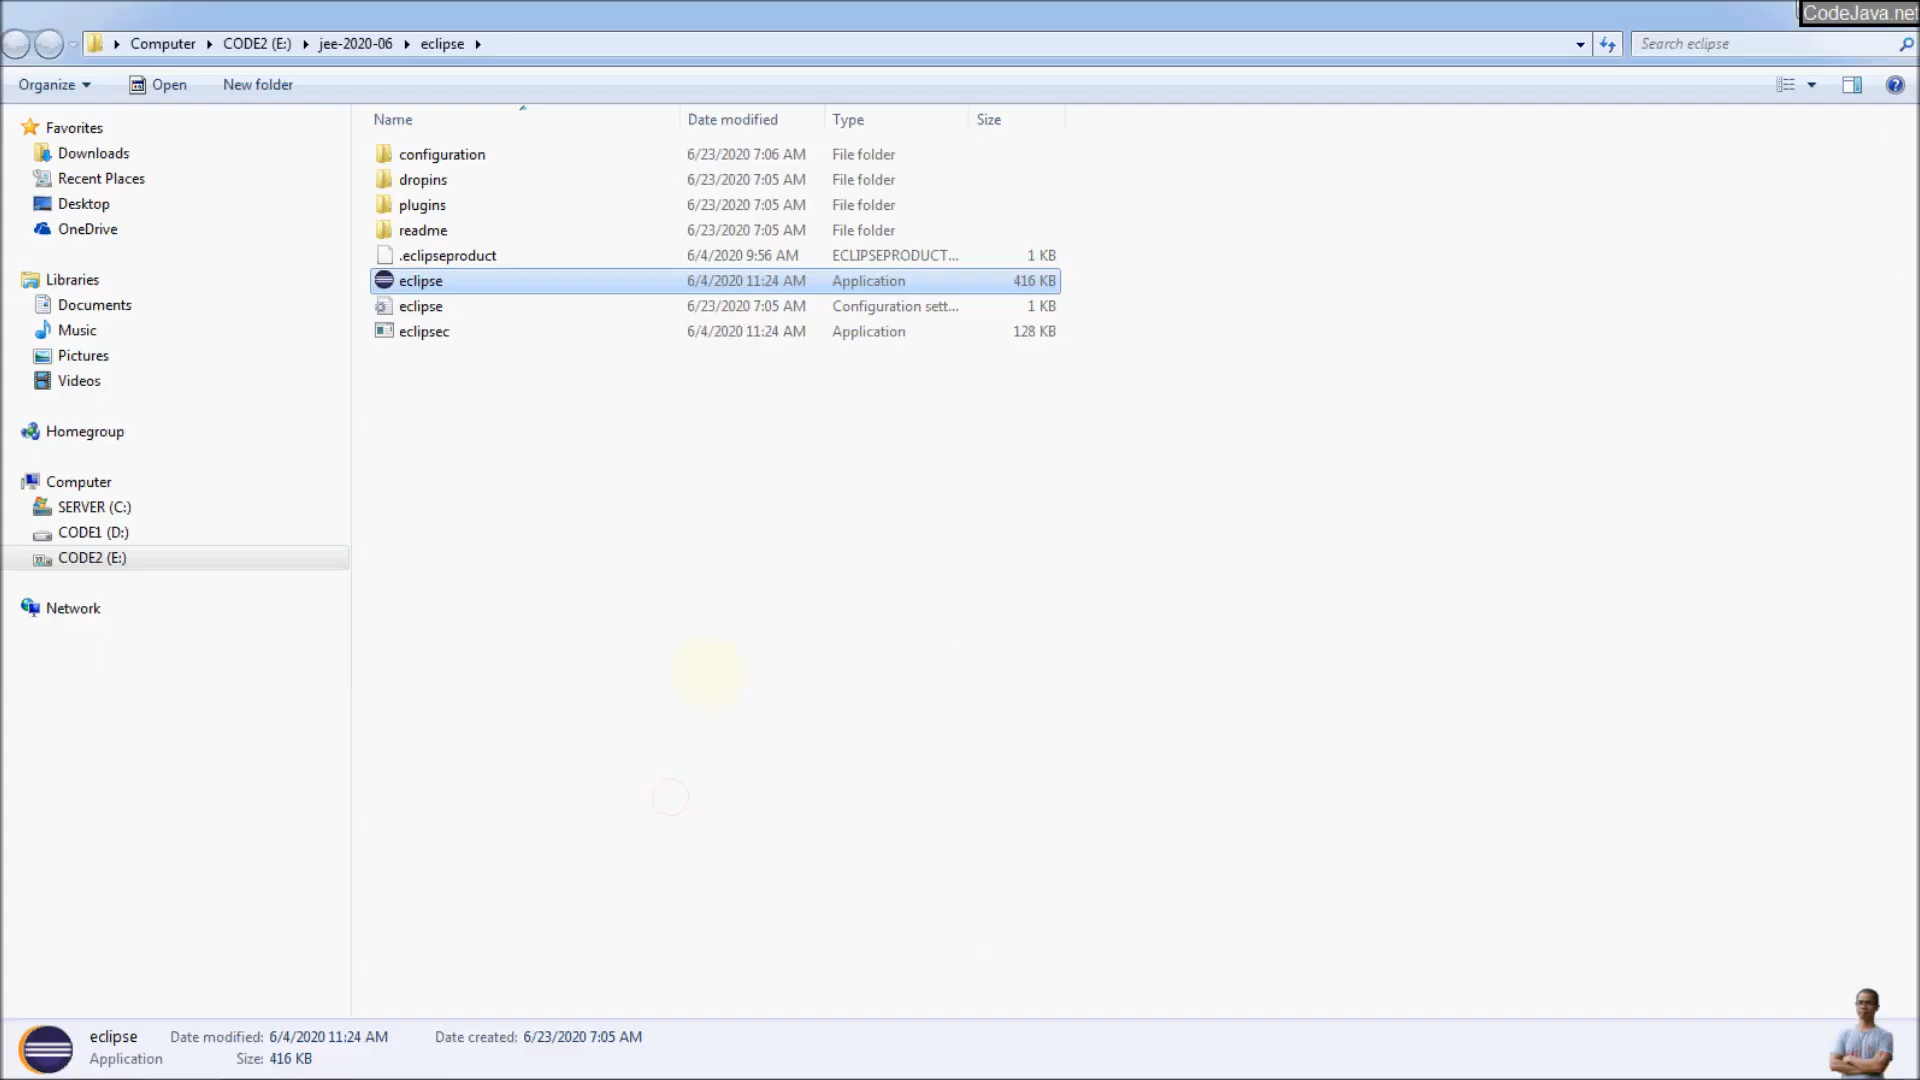 CodeJava.net
Computer CODE2 (E:) jee-2020-06 eclipse Search eclipse
Organize Open New folder
Favorites
Downloads
Recent Places
Desktop
OneDrive
Libraries
Documents
Music
Pictures
Videos
Homegroup
Computer
SERVER (C:)
CODE1 (D:)
CODE2 (E:)
Network
Name Date modified Type Size
configuration 6/23/2020 7:06 AM File folder
dropins 6/23/2020 7:05 AM File folder
plugins 6/23/2020 7:05 AM File folder
readme 6/23/2020 7:05 AM File folder
.eclipseproduct 6/4/2020 9:56 AM ECLIPSEPRODUCT... 1 KB
eclipse 6/4/2020 11:24 AM Application 416 KB
eclipse 6/23/2020 7:05 AM Configuration sett... 1 KB
eclipsec 6/4/2020 11:24 AM Application 128 KB
eclipse Date modified: 6/4/2020 11:24 AM Date created: 6/23/2020 7:05 AM
Application Size: 416 KB